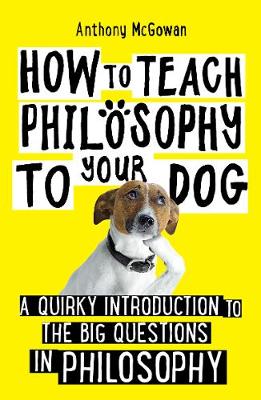 Anthony McGowan
HOW TO TEACH
PHILOSOPHY
TO YOUR DOG
A QUIRKY INTRODUCTION TO
THE BIG QUESTIONS
IN PHILOSOPHY